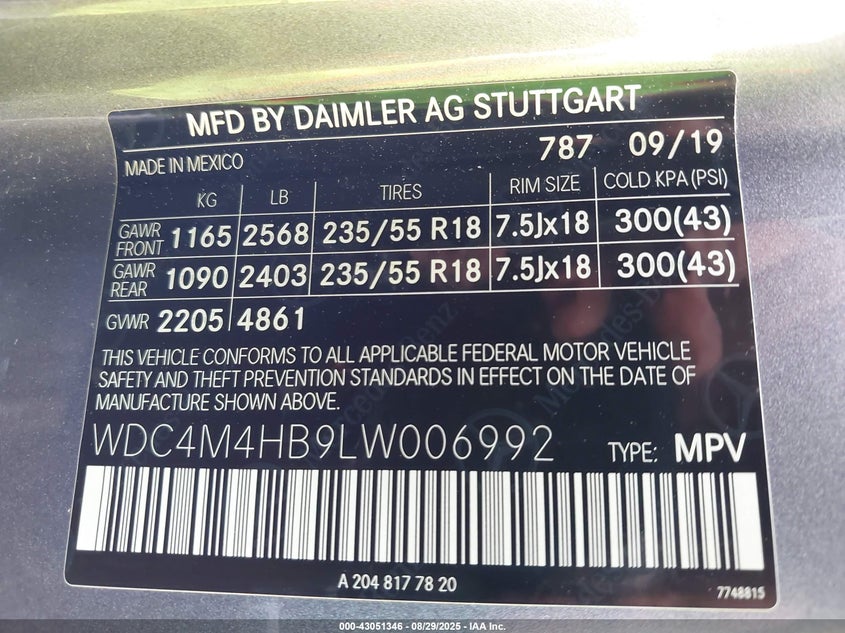 MFD BY DAIMLER AG STUTTGART
MADE IN MEXICO 787 09/19
KG LB TIRES RIM SIZE COLD KPA(PSI)
GAWR FRONT 1165 2568 235/55 R18 7.5Jx18 300(43)
GAWR REAR 1090 2403 235/55 R18 7.5Jx18 300(43)
GVWR 2205 4861
THIS VEHICLE CONFORMS TO ALL APPLICABLE FEDERAL MOTOR VEHICLE
SAFETY AND THEFT PREVENTION STANDARDS IN EFFECT ON THE DATE OF
MANUFACTURE SHOWN ABOVE.
WDC4M4HB9LW006992 TYPE: MPV
A 204 817 78 20
7748815
000-43051346 - 08/29/2025 - IAA Inc.